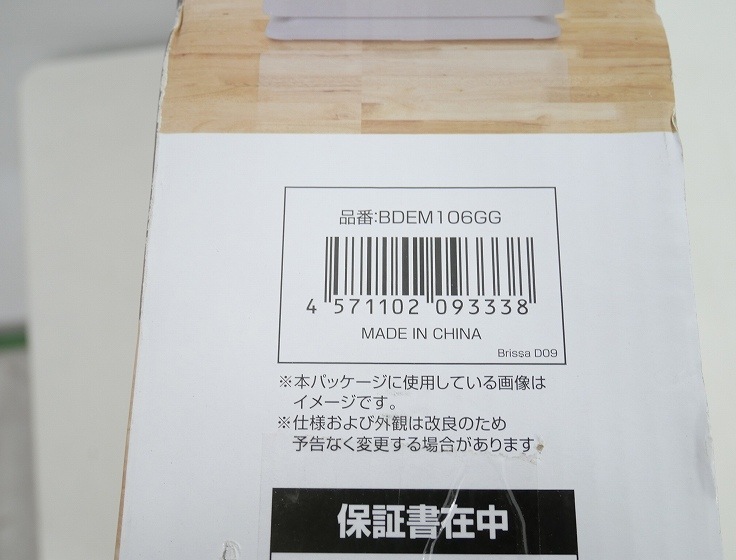 品番:BDEM106GG
4 571102 093338
MADE IN CHINA
Brissa D09
※本パッケージに使用している画像は
イメージです。
※仕様および外観は改良のため
予告なく変更する場合があります。
保証書在中